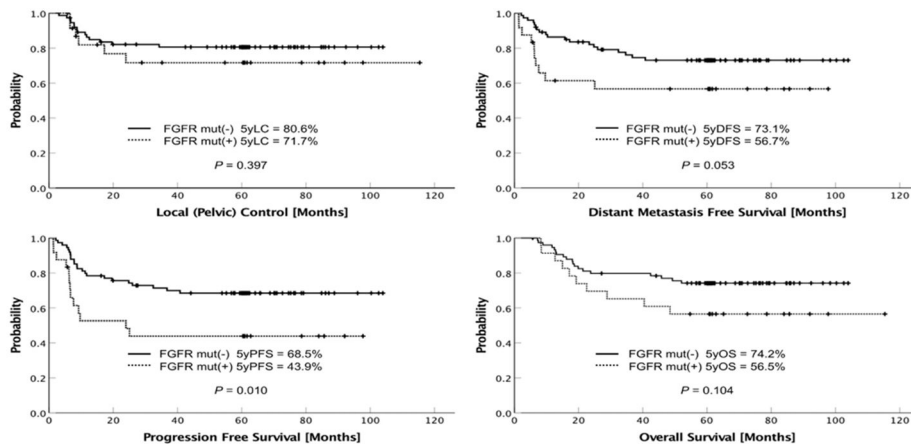 1.0
0.8
0.6
0.4
0.2
0.0
Probability
FGFR mut(-) 5yLC = 80.6%
FGFR mut(+) 5yLC = 71.7%
P = 0.397
0 20 40 60 80 100 120
Local (Pelvic) Control [Months]
1.0
0.8
0.6
0.4
0.2
0.0
Probability
FGFR mut(-) 5yDFS = 73.1%
FGFR mut(+) 5yDFS = 56.7%
P = 0.053
0 20 40 60 80 100 120
Distant Metastasis Free Survival [Months]
1.0
0.8
0.6
0.4
0.2
0.0
Probability
FGFR mut(-) 5yPFS = 68.5%
FGFR mut(+) 5yPFS = 43.9%
P = 0.010
0 20 40 60 80 100 120
Progression Free Survival [Months]
1.0
0.8
0.6
0.4
0.2
0.0
Probability
FGFR mut(-) 5yOS = 74.2%
FGFR mut(+) 5yOS = 56.5%
P = 0.104
0 20 40 60 80 100 120
Overall Survival [Months]